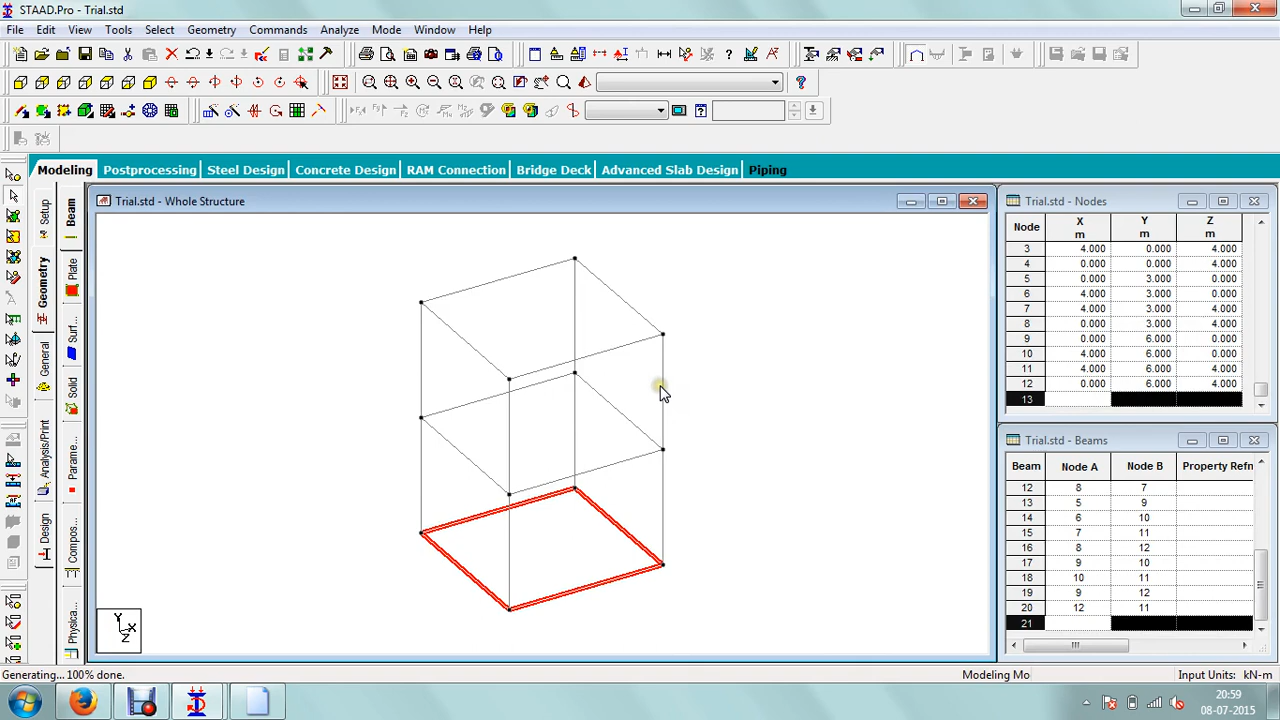 STAAD.Pro - Trial.std
File Edit View Tools Select Geometry Commands Analyze Mode Window Help
Modeling Postprocessing Steel Design Concrete Design RAM Connection Bridge Deck Advanced Slab Design Piping
Setup
Geometry
General
Analysis/Print
Design
Beam
Plate
Surf...
Solid
Parame...
Compos...
Physica...
Trial.std - Whole Structure
Y
X
Z
Trial.std - Nodes
Node X m Y m Z m
3 4.000 0.000 4.000
4 0.000 0.000 4.000
5 0.000 3.000 0.000
6 4.000 3.000 0.000
7 4.000 3.000 4.000
8 0.000 3.000 4.000
9 0.000 6.000 0.000
10 4.000 6.000 0.000
11 4.000 6.000 4.000
12 0.000 6.000 4.000
13
Trial.std - Beams
Beam Node A Node B Property Refn
12 8 7
13 5 9
14 6 10
15 7 11
16 8 12
17 9 10
18 10 11
19 9 12
20 12 11
21
Generating... 100% done. Modeling Mo Input Units: kN-m
20:59
08-07-2015